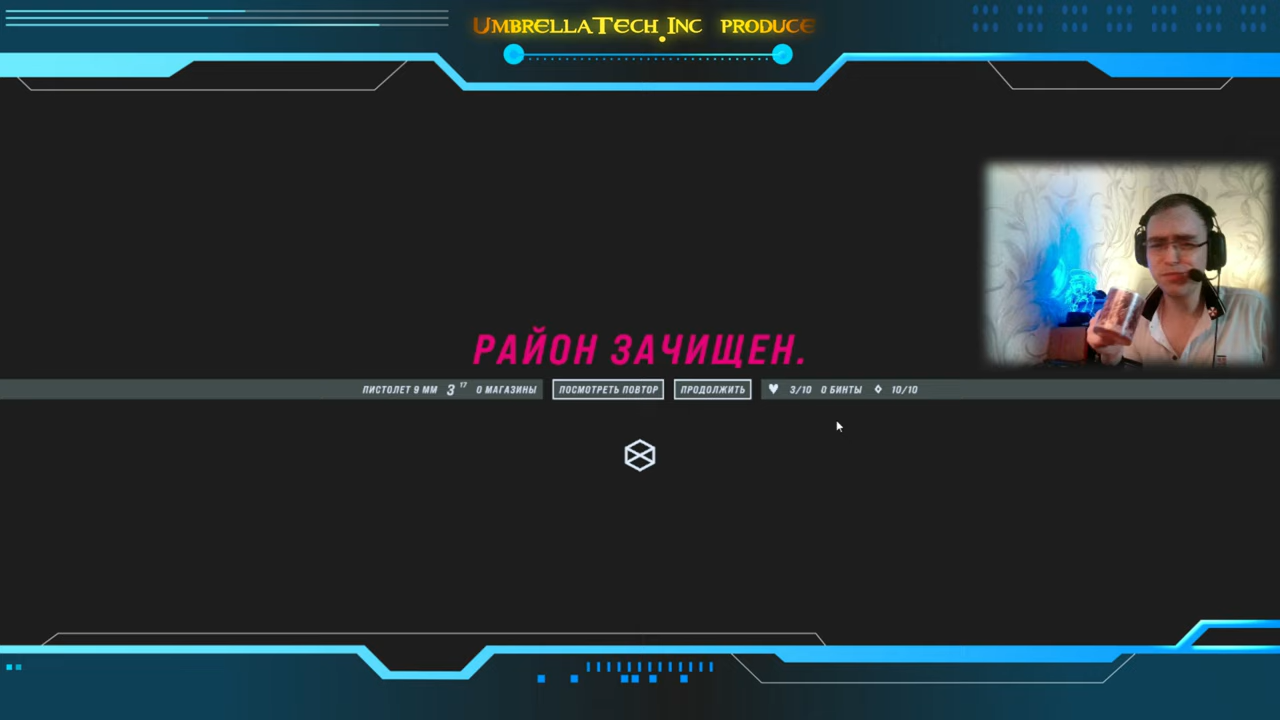 UmbrellaTech.Inc produce
РАЙОН ЗАЧИЩЕН.
ПИСТОЛЕТ 9 ММ 3 17 0 МАГАЗИНЫ ПОСМОТРЕТЬ ПОВТОР ПРОДОЛЖИТЬ 3/10 0 БИНТЫ 10/10